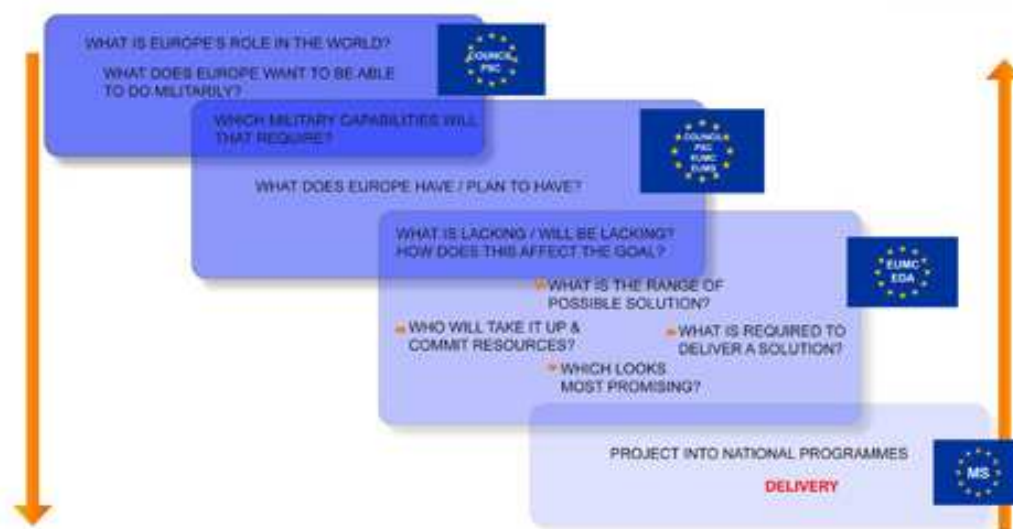 WHAT IS EUROPE'S ROLE IN THE WORLD?
WHAT DOES EUROPE WANT TO BE ABLE
TO DO MILITARILY?
COUNCIL
PSC
WHICH MILITARY CAPABILITIES WILL
THAT REQUIRE?
COUNCIL
PSC
EUMC
EUMS
WHAT DOES EUROPE HAVE / PLAN TO HAVE?
WHAT IS LACKING / WILL BE LACKING?
HOW DOES THIS AFFECT THE GOAL?
EUMC
EDA
WHAT IS THE RANGE OF
POSSIBLE SOLUTION?
WHO WILL TAKE IT UP &
COMMIT RESOURCES?
WHAT IS REQUIRED TO
DELIVER A SOLUTION?
WHICH LOOKS
MOST PROMISING?
PROJECT INTO NATIONAL PROGRAMMES
DELIVERY
MS